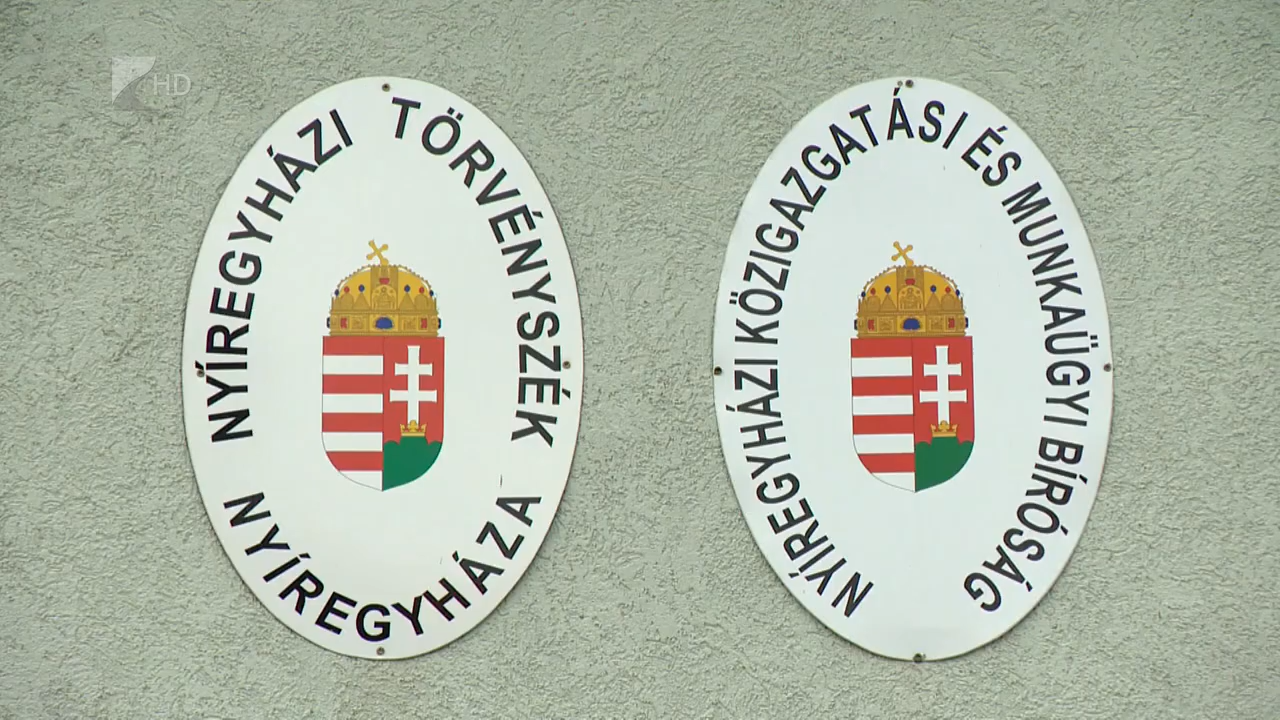 HD
NYÍREGYHÁZI TÖRVÉNYSZÉK
NYÍREGYHÁZA
NYÍREGYHÁZI KÖZIGAZGATÁSI ÉS MUNKAÜGYI BÍRÓSÁG